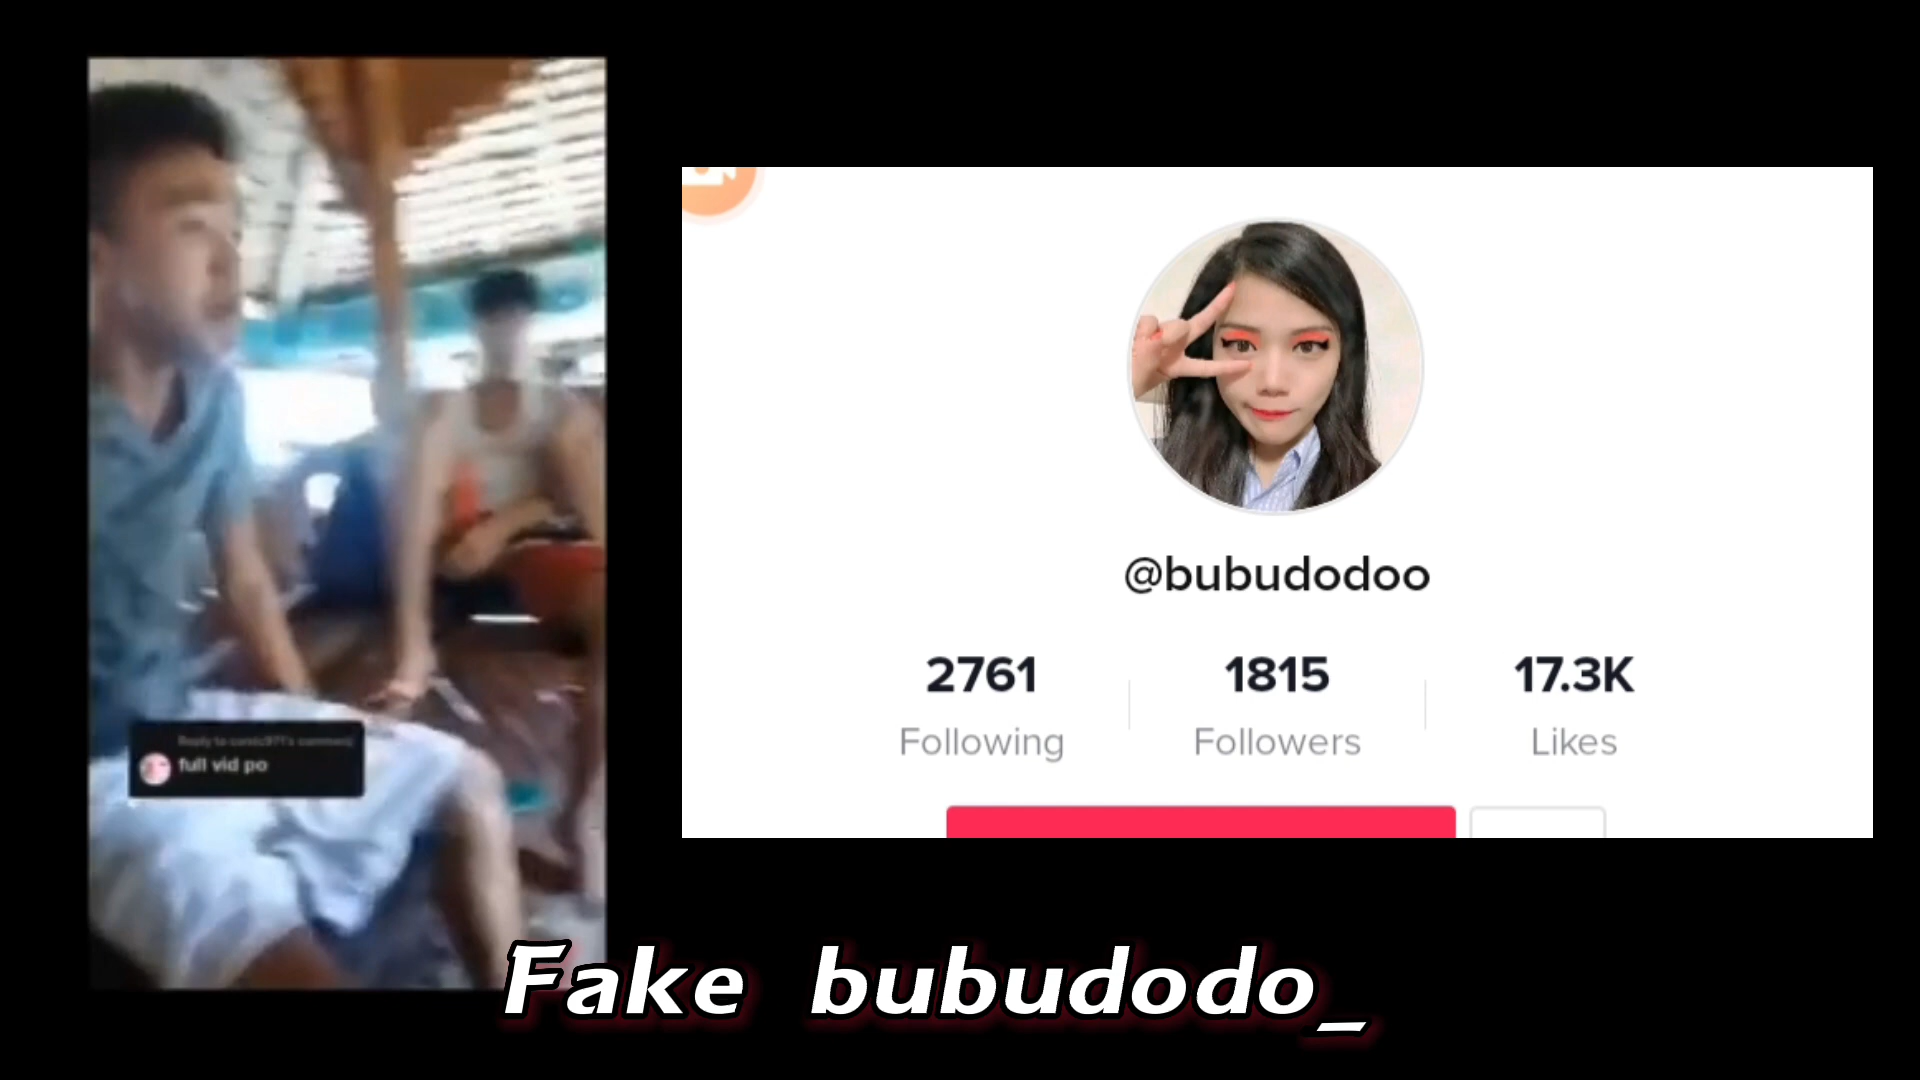 full vid po
@bubudodoo
2761 1815 17.3K
Following Followers Likes
Fake bubudodo_